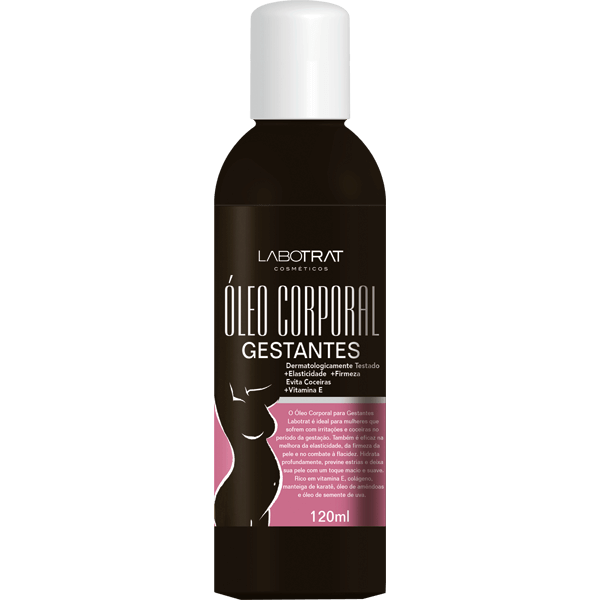 LABOTRAT
COSMÉTICOS
ÓLEO CORPORAL
GESTANTES
Dermatologicamente Testado
+Elasticidade +Firmeza
Evita Coceiras
+Vitamina E
O Óleo Corporal para Gestantes
Labotrat é ideal para mulheres que
sofrem com irritações e coceiras no
período da gestação. Também é eficaz na
melhora da elasticidade, da firmeza da
pele e no combate à flacidez. Hidrata
profundamente, previne estrias e deixa
sua pele com um toque macio e suave.
Rico em vitamina E, colágeno,
manteiga de karatê, óleo de amêndoas
e óleo de semente de uva.
120ml